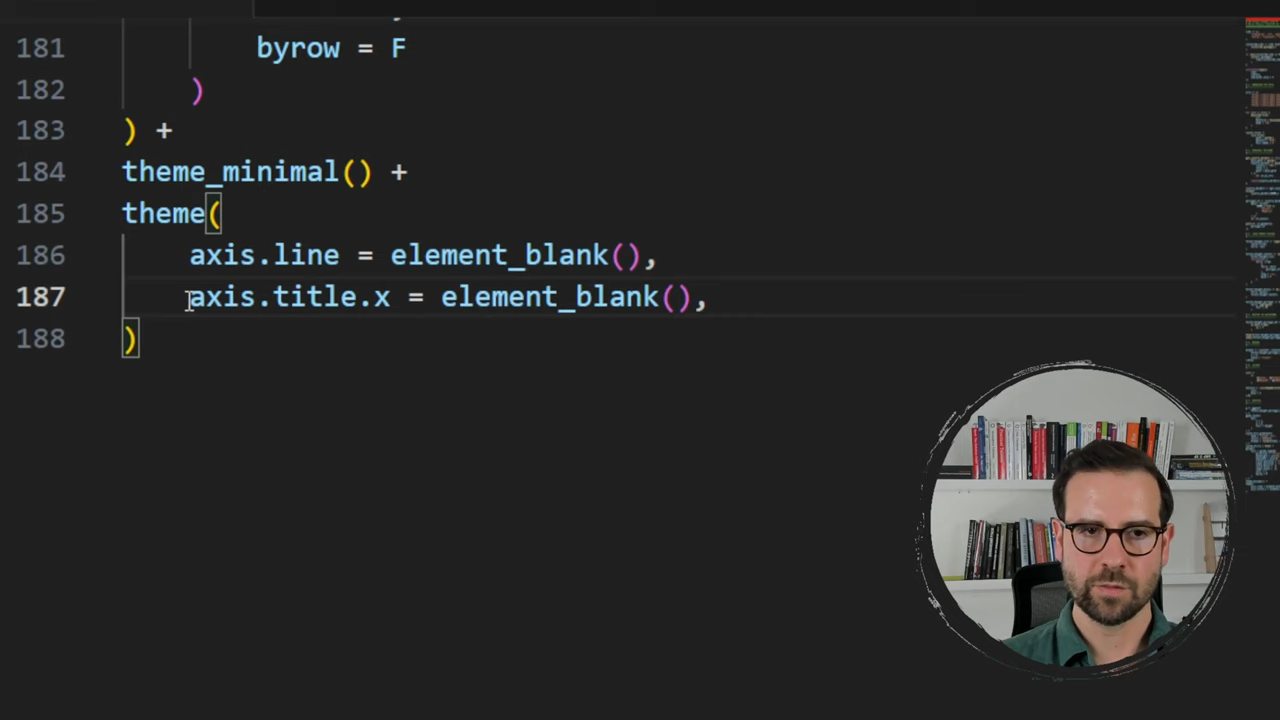 181 byrow = F
182 )
183 ) +
184 theme_minimal() +
185 theme(
186 axis.line = element_blank(),
187 axis.title.x = element_blank(),
188 )